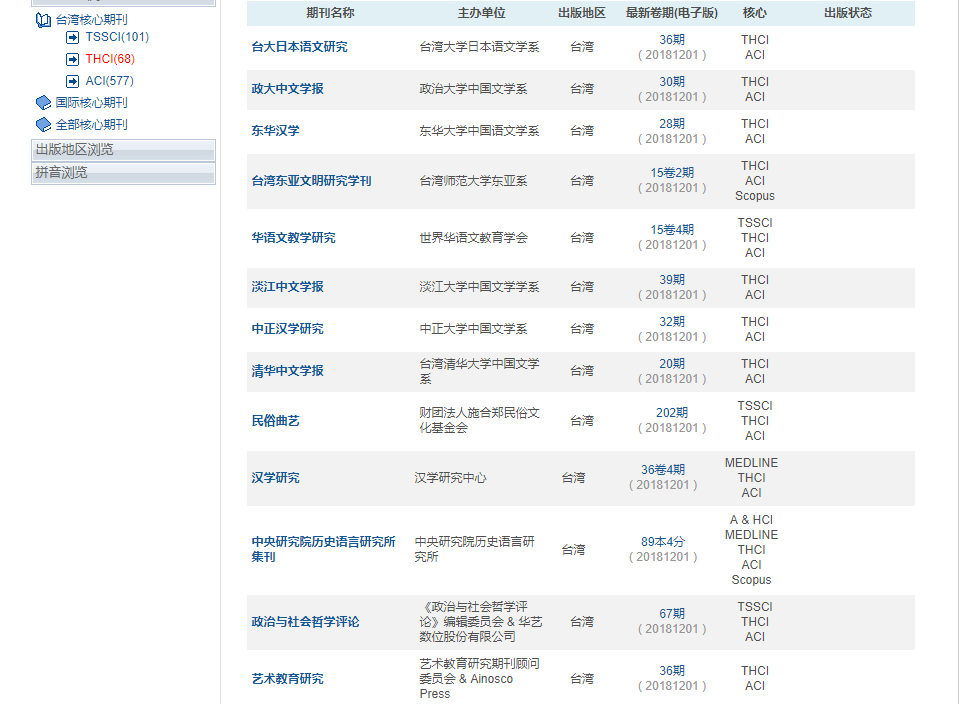 台湾核心期刊
TSSCI(101)
THCI(68)
ACI(577)
国际核心期刊
全部核心期刊
出版地区浏览
拼音浏览
期刊名称 主办单位 出版地区 最新卷期(电子版) 核心 出版状态
台大日本语文研究 台湾大学日本语文学系 台湾 36期 ( 20181201 ) THCI ACI
政大中文学报 政治大学中国文学系 台湾 30期 ( 20181201 ) THCI ACI
东华汉学 东华大学中国语文学系 台湾 28期 ( 20181201 ) THCI ACI
台湾东亚文明研究学刊 台湾师范大学东亚系 台湾 15卷2期 ( 20181201 ) THCI ACI Scopus
华语文教学研究 世界华语文教育学会 台湾 15卷4期 ( 20181201 ) TSSCI THCI ACI
淡江中文学报 淡江大学中国文学学系 台湾 39期 ( 20181201 ) THCI ACI
中正汉学研究 中正大学中国文学系 台湾 32期 ( 20181201 ) THCI ACI
清华中文学报 台湾清华大学中国文学系 台湾 20期 ( 20181201 ) THCI ACI
民俗曲艺 财团法人施合郑民俗文化基金会 台湾 202期 ( 20181201 ) TSSCI THCI ACI
汉学研究 汉学研究中心 台湾 36卷4期 ( 20181201 ) MEDLINE THCI ACI
中央研究院历史语言研究所集刊 中央研究院历史语言研究所 台湾 89本4分 ( 20181201 ) A & HCI MEDLINE THCI ACI Scopus
政治与社会哲学评论 《政治与社会哲学评论》编辑委员会 & 华艺数位股份有限公司 台湾 67期 ( 20181201 ) TSSCI THCI ACI
艺术教育研究 艺术教育研究期刊顾问委员会 & Ainosco Press 台湾 36期 ( 20181201 ) THCI ACI